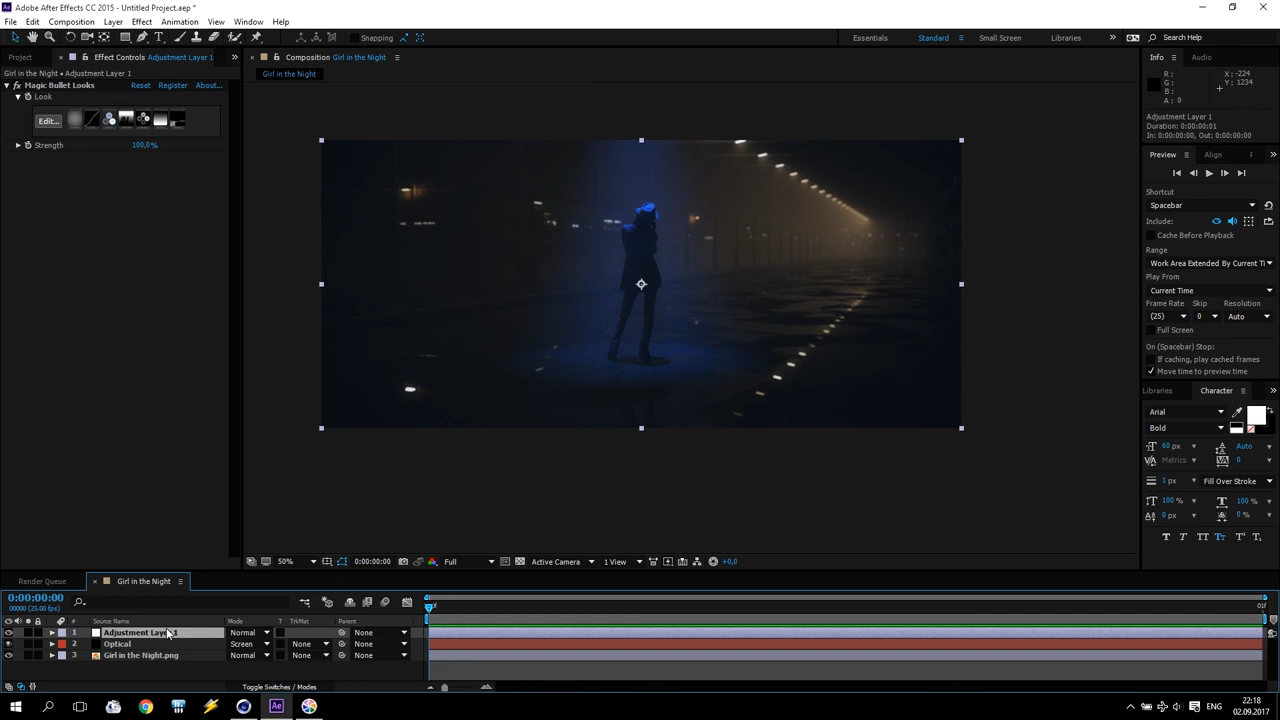 Adobe After Effects CC 2015 - Untitled Project.aep *
File Edit Composition Layer Effect Animation View Window Help
Snapping
Essentials Standard Small Screen Libraries Search Help
Project Effect Controls Adjustment Layer 1
Composition Girl in the Night
Info Audio
Girl in the Night • Adjustment Layer 1
Girl in the Night
Magic Bullet Looks Reset Register About...
Look
Edit...
Strength 100,0%
R :
G :
B :
A : 0
X : -224
Y : 1234
Adjustment Layer 1
Duration: 0:00:00:01
In: 0:00:00:00, Out: 0:00:00:00
Preview Align
Shortcut
Spacebar
Include:
Cache Before Playback
Range
Work Area Extended By Current Ti
Play From
Current Time
Frame Rate Skip Resolution
(25) 0 Auto
Full Screen
On (Spacebar) Stop:
If caching, play cached frames
Move time to preview time
Libraries Character
Arial
Bold
60 px Auto
Metrics 0
1 px Fill Over Stroke
100 % 100 %
0 px 0 %
50% 0:00:00:00 Full Active Camera 1 View +0,0
Render Queue Girl in the Night
0:00:00:00
00000 (25.00 fps)
01f
# Source Name Mode T TrkMat Parent
1 Adjustment Layer 1 Normal None
2 Optical Screen None None
3 Girl in the Night.png Normal None None
Toggle Switches / Modes
Ae
ENG
22:18
02.09.2017